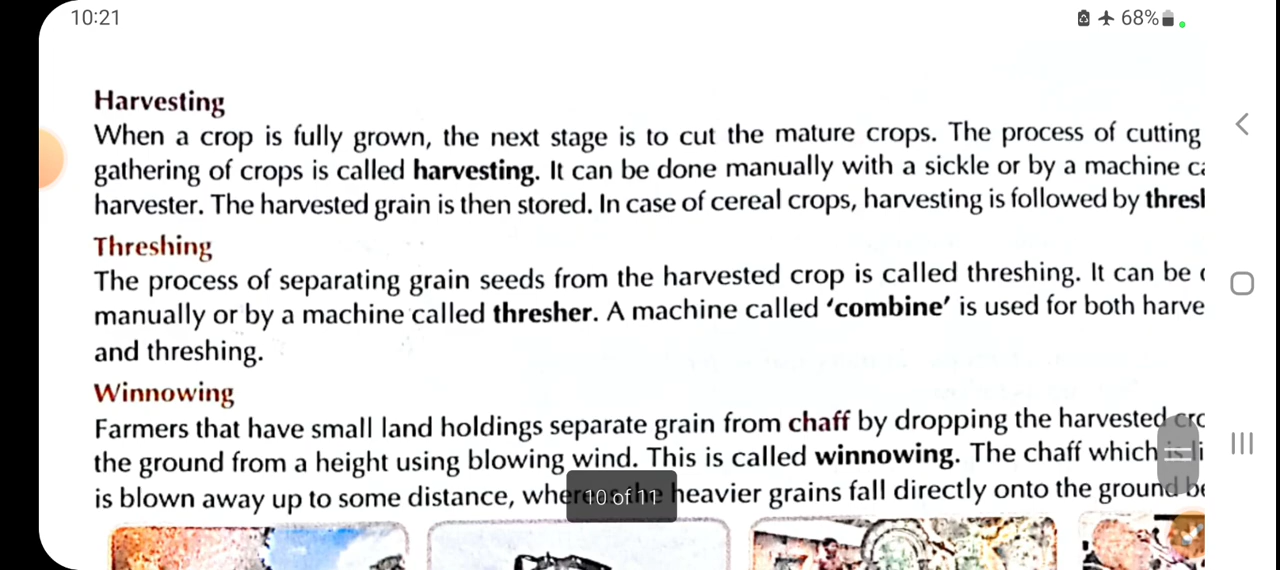 10:21
68%
Harvesting
When a crop is fully grown, the next stage is to cut the mature crops. The process of cutting
gathering of crops is called harvesting. It can be done manually with a sickle or by a machine
harvester. The harvested grain is then stored. In case of cereal crops, harvesting is followed by
Threshing
The process of separating grain seeds from the harvested crop is called threshing. It can be
manually or by a machine called thresher. A machine called ‘combine’ is used for both
and threshing.
Winnowing
Farmers that have small land holdings separate grain from chaff by dropping the harvested
the ground from a height using blowing wind. This is called winnowing. The chaff which is
is blown away up to some distance, the heavier grains fall directly onto the ground
10 of 11